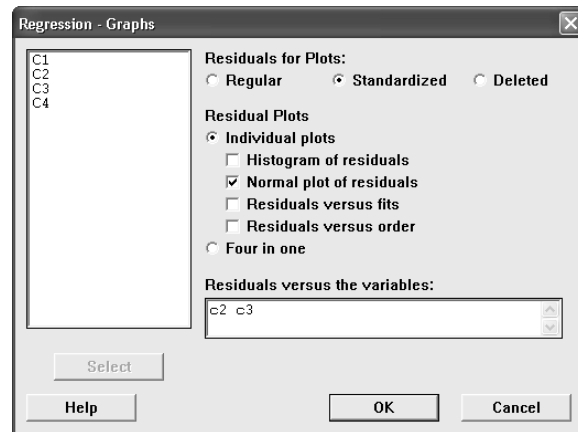 Regression - Graphs
C1
C2
C3
C4
Residuals for Plots:
Regular Standardized Deleted
Residual Plots
Individual plots
Histogram of residuals
Normal plot of residuals
Residuals versus fits
Residuals versus order
Four in one
Residuals versus the variables:
c2 c3
Select
Help OK Cancel